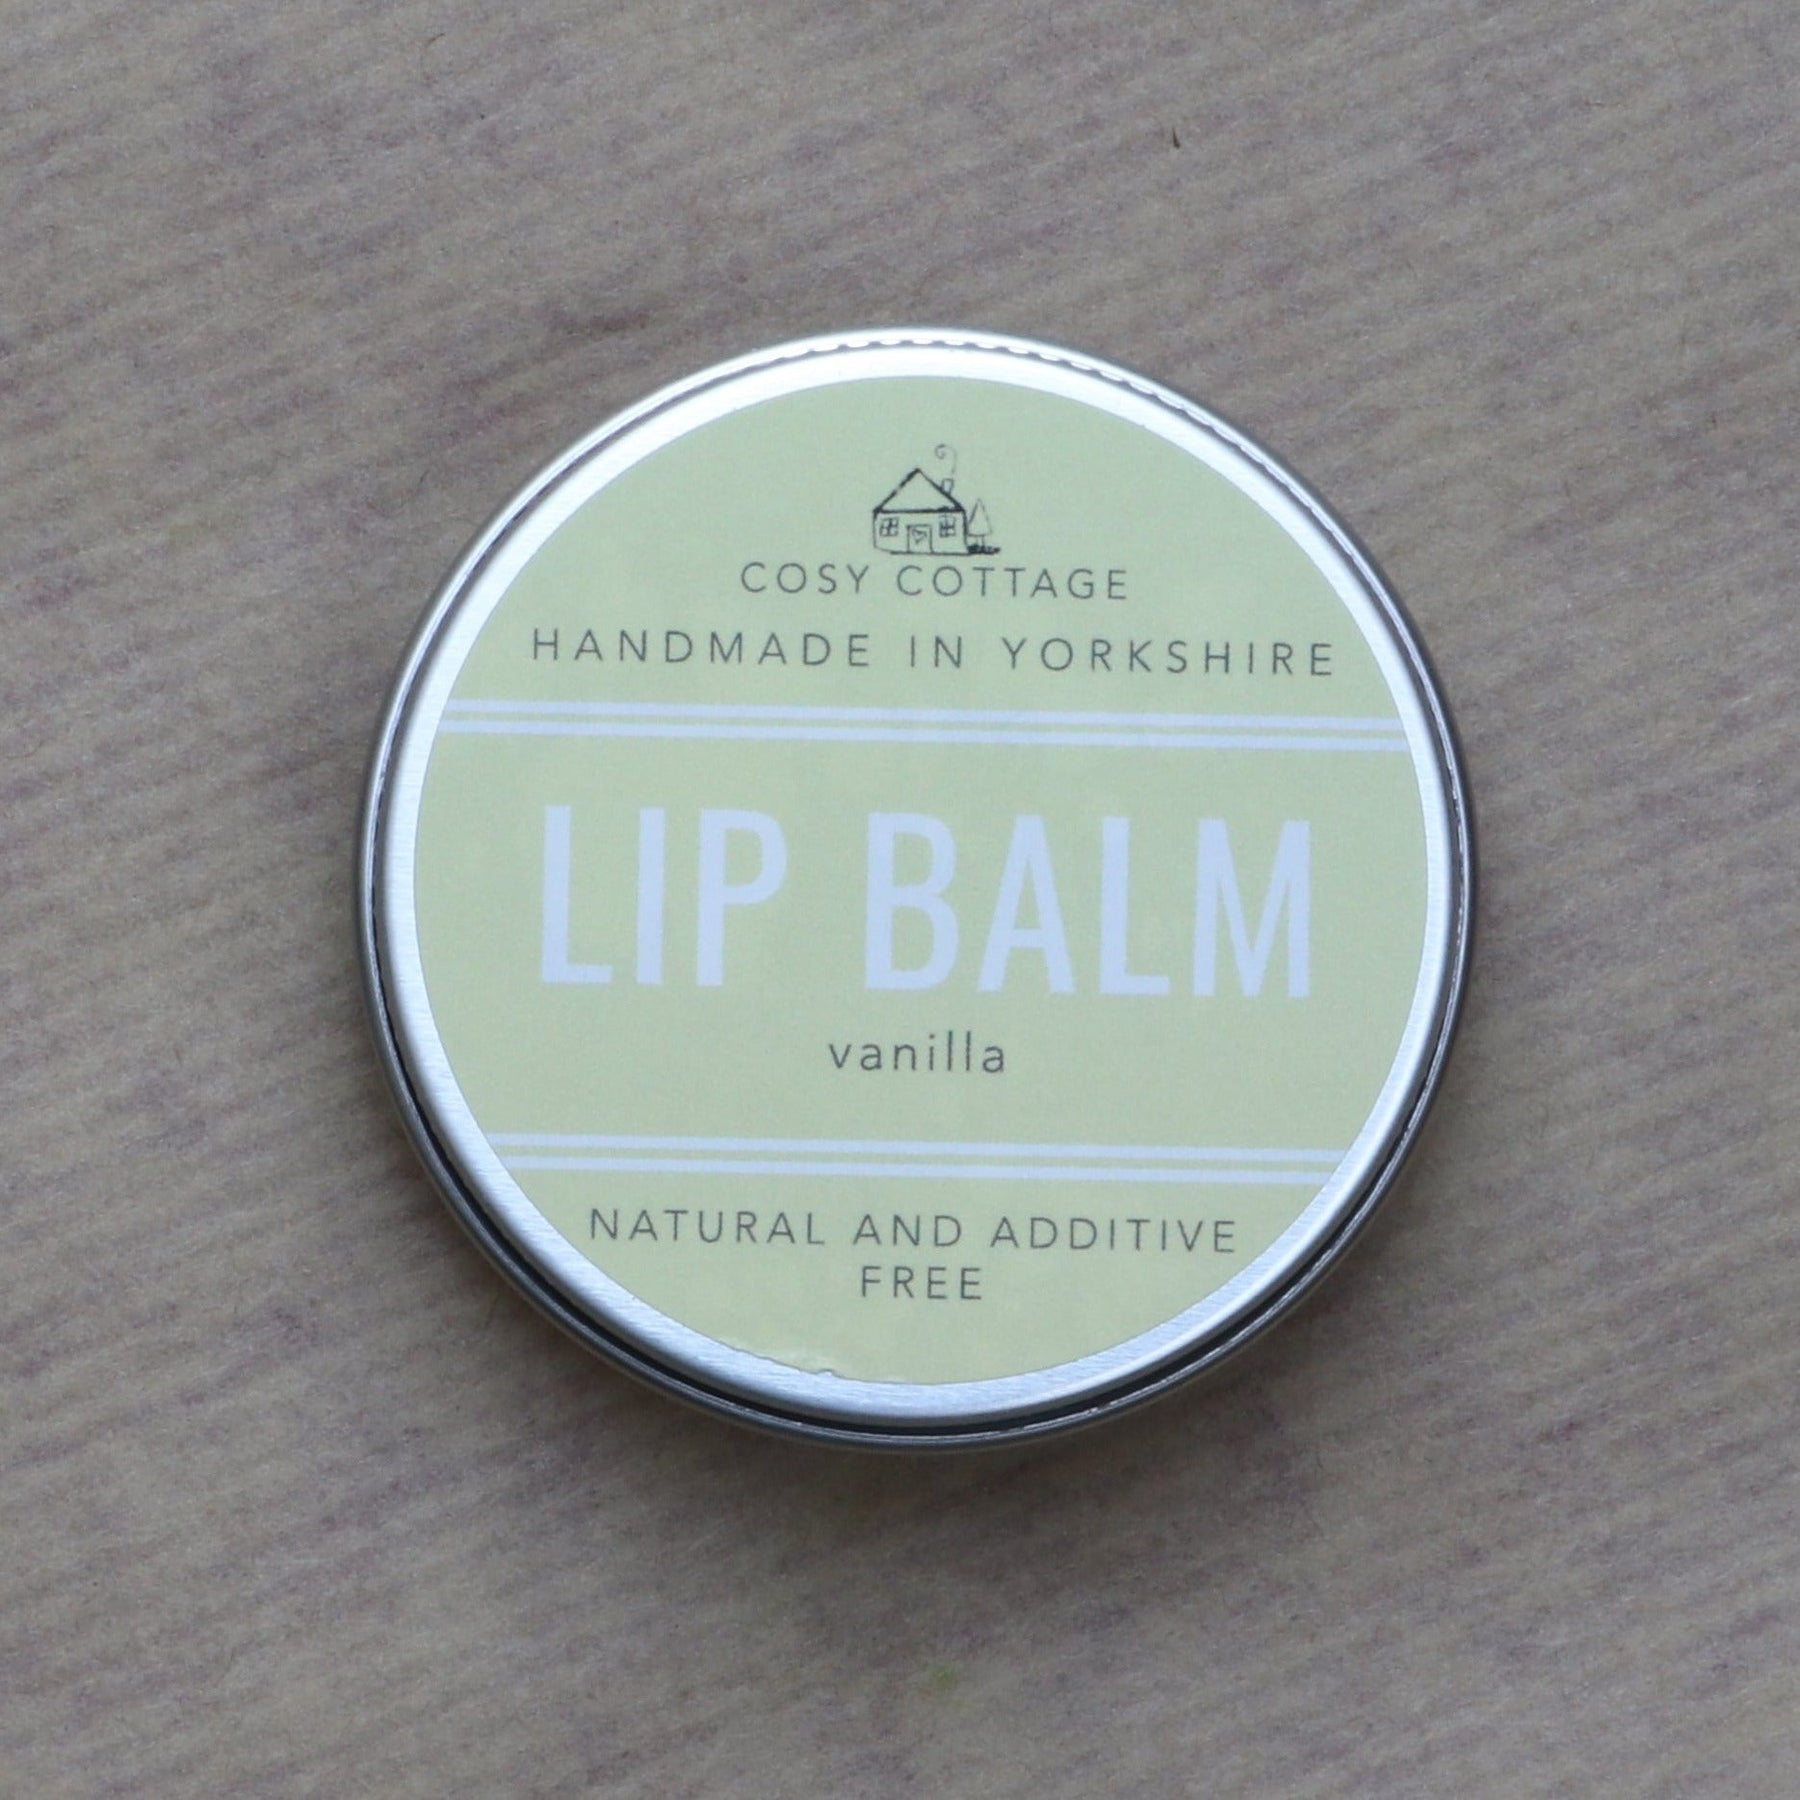 COSY COTTAGE
HANDMADE IN YORKSHIRE
LIP BALM
vanilla
NATURAL AND ADDITIVE
FREE